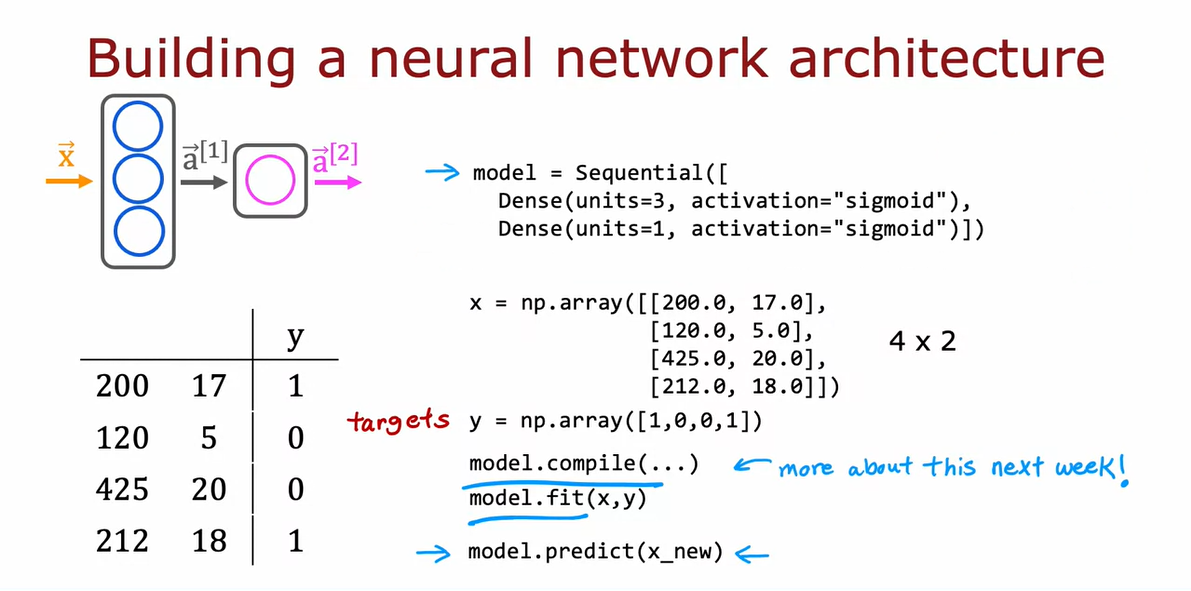 Building a neural network architecture
x⃗
a⃗[1]
a⃗[2]
model = Sequential([
Dense(units=3, activation="sigmoid"),
Dense(units=1, activation="sigmoid")])
y
200 17 1
120 5 0
425 20 0
212 18 1
x = np.array([[200.0, 17.0],
[120.0, 5.0],
[425.0, 20.0],
[212.0, 18.0]])
4 x 2
targets y = np.array([1,0,0,1])
model.compile(...) ← more about this next week!
model.fit(x,y)
model.predict(x_new)